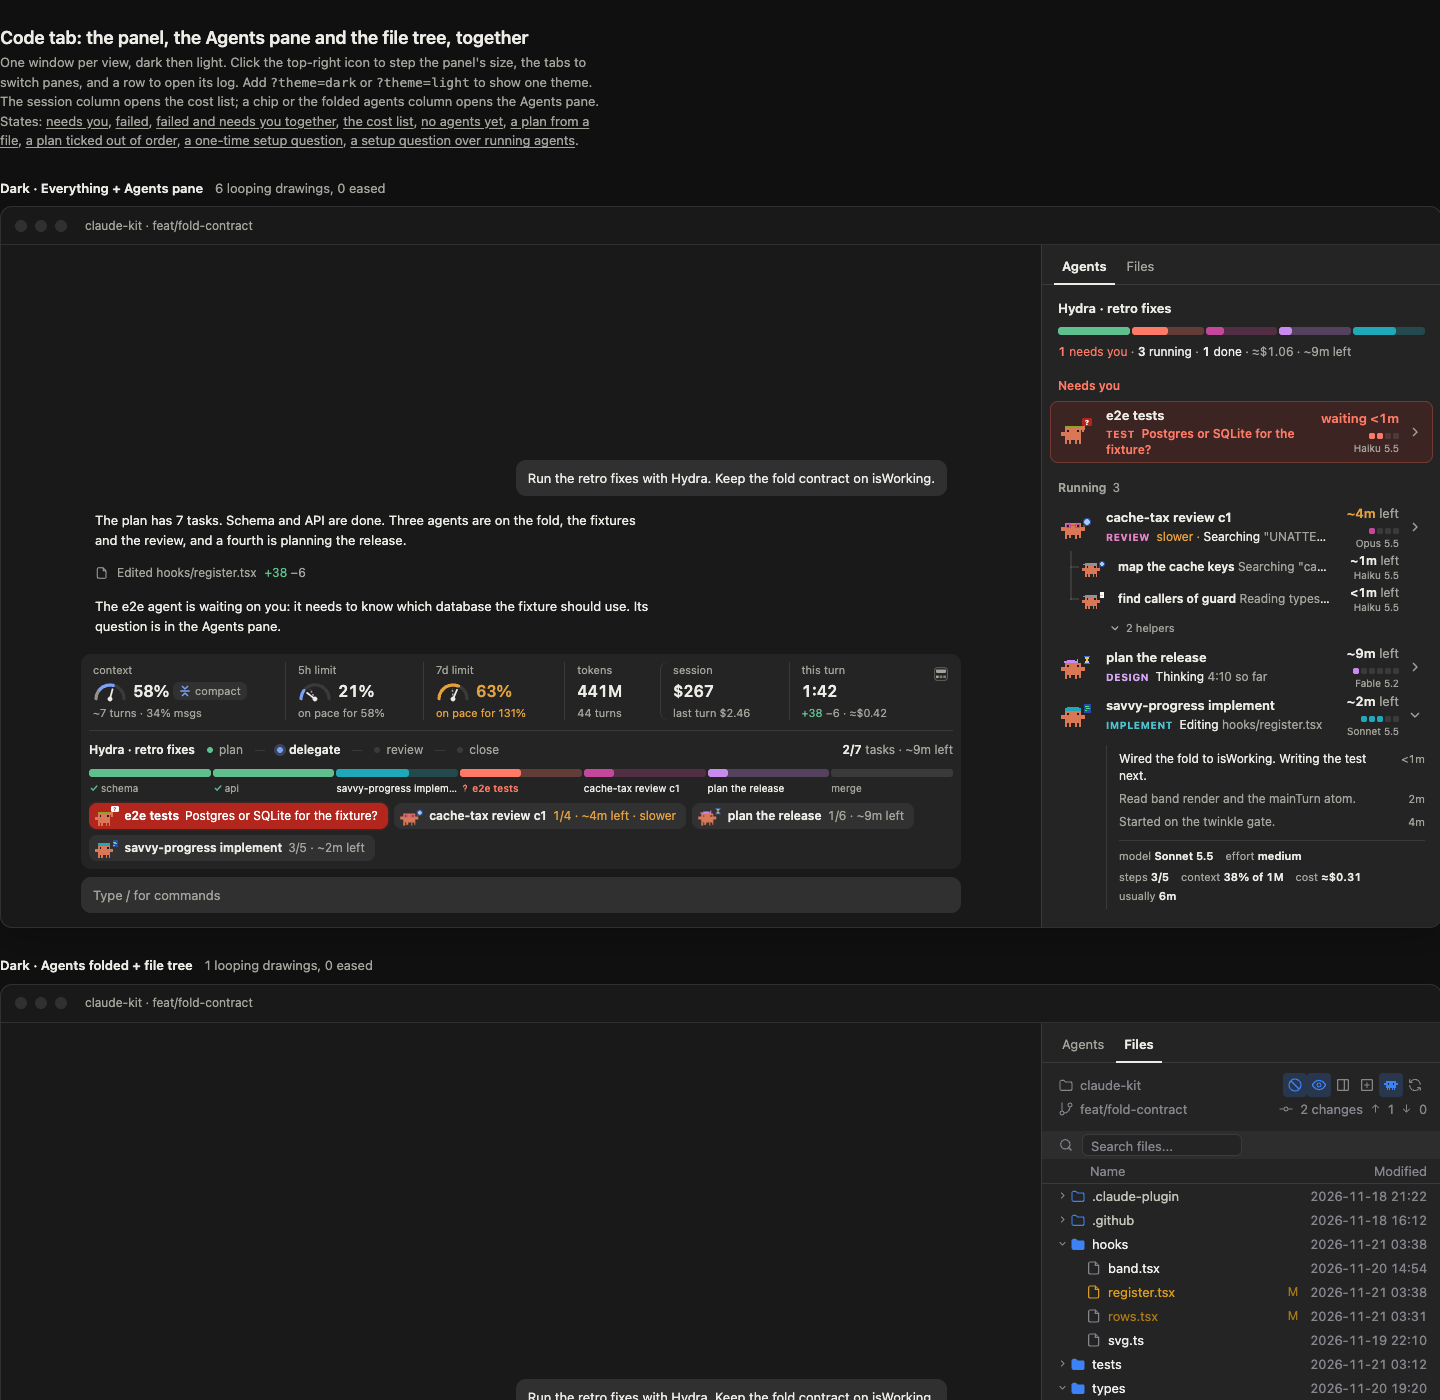 Code tab: the panel, the Agents pane and the file tree, together
One window per view, dark then light. Click the top-right icon to step the panel's size, the tabs to
switch panes, and a row to open its log. Add ?theme=dark or ?theme=light to show one theme.
The session column opens the cost list; a chip or the folded agents column opens the Agents pane.
States: needs you, failed, failed and needs you together, the cost list, no agents yet, a plan from a
file, a plan ticked out of order, a one-time setup question, a setup question over running agents.
Dark · Everything + Agents pane 6 looping drawings, 0 eased
claude-kit · feat/fold-contract
Run the retro fixes with Hydra. Keep the fold contract on isWorking.
The plan has 7 tasks. Schema and API are done. Three agents are on the fold, the fixtures
and the review, and a fourth is planning the release.
Edited hooks/register.tsx +38 −6
The e2e agent is waiting on you: it needs to know which database the fixture should use. Its
question is in the Agents pane.
context 5h limit 7d limit tokens session this turn
58% compact 21% 63% 441M $267 1:42
~7 turns · 34% msgs on pace for 58% on pace for 131% 44 turns last turn $2.46 +38 −6 · ≈$0.42
Hydra · retro fixes plan delegate review close 2/7 tasks · ~9m left
✓ schema ✓ api savvy-progress implem... ? e2e tests cache-tax review c1 plan the release merge
e2e tests Postgres or SQLite for the fixture? cache-tax review c1 1/4 · ~4m left · slower plan the release 1/6 · ~9m left
savvy-progress implement 3/5 · ~2m left
Type / for commands
Agents Files
Hydra · retro fixes
1 needs you · 3 running · 1 done · ≈$1.06 · ~9m left
Needs you
e2e tests waiting <1m
TEST Postgres or SQLite for the
fixture? Haiku 5.5
Running 3
cache-tax review c1 ~4m left
REVIEW slower · Searching "UNATTE... Opus 5.5
map the cache keys Searching "ca... ~1m left
Haiku 5.5
find callers of guard Reading types... <1m left
Haiku 5.5
2 helpers
plan the release ~9m left
DESIGN Thinking 4:10 so far Fable 5.2
savvy-progress implement ~2m left
IMPLEMENT Editing hooks/register.tsx Sonnet 5.5
Wired the fold to isWorking. Writing the test <1m
next.
Read band render and the mainTurn atom. 2m
Started on the twinkle gate. 4m
model Sonnet 5.5 effort medium
steps 3/5 context 38% of 1M cost ≈$0.31
usually 6m
Dark · Agents folded + file tree 1 looping drawings, 0 eased
claude-kit · feat/fold-contract
Run the retro fixes with Hydra. Keep the fold contract on isWorking.
Agents Files
claude-kit
feat/fold-contract 2 changes ↑ 1 ↓ 0
Search files...
Name Modified
.claude-plugin 2026-11-18 21:22
.github 2026-11-18 16:12
hooks 2026-11-21 03:38
band.tsx 2026-11-20 14:54
register.tsx M 2026-11-21 03:38
rows.tsx M 2026-11-21 03:31
svg.ts 2026-11-19 22:10
tests 2026-11-21 03:12
types 2026-11-20 19:20